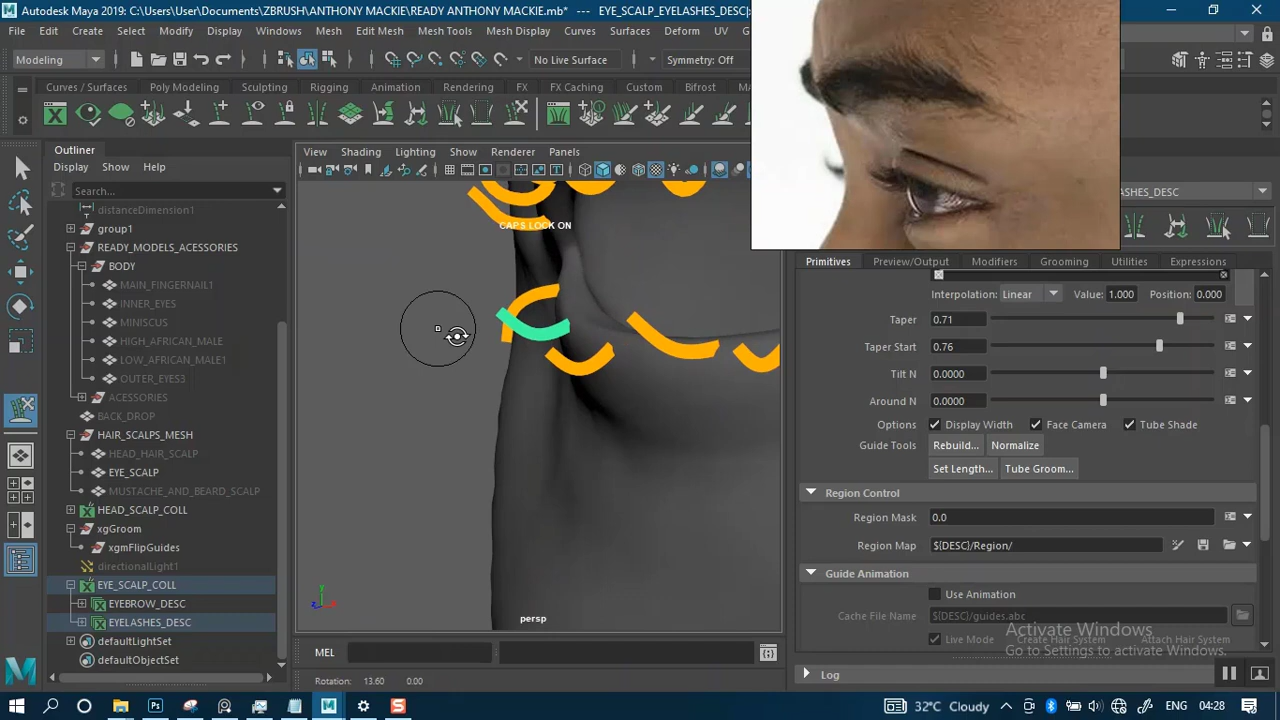 Autodesk Maya 2019: C:\Users\User\Documents\ZBRUSH\ANTHONY MACKIE\READY ANTHONY MACKIE.mb* --- EYE_SCALP_EYELASHES_DESC
File Edit Create Select Modify Display Windows Mesh Edit Mesh Mesh Tools Mesh Display Curves Surfaces Deform UV
Modeling No Live Surface Symmetry: Off
Curves / Surfaces Poly Modeling Sculpting Rigging Animation Rendering FX FX Caching Custom Bifrost
Outliner
Display Show Help
Search...
distanceDimension1
group1
READY_MODELS_ACESSORIES
BODY
MAIN_FINGERNAIL1
INNER_EYES
MINISCUS
HIGH_AFRICAN_MALE
LOW_AFRICAN_MALE1
OUTER_EYES3
ACESSORIES
BACK_DROP
HAIR_SCALPS_MESH
HEAD_HAIR_SCALP
EYE_SCALP
MUSTACHE_AND_BEARD_SCALP
HEAD_SCALP_COLL
xgGroom
xgmFlipGuides
directionalLight1
EYE_SCALP_COLL
EYEBROW_DESC
EYELASHES_DESC
defaultLightSet
defaultObjectSet
View Shading Lighting Show Renderer Panels
CAPS LOCK ON
persp
MEL
Rotation: 13.60 0.00
YELASHES_DESC
Primitives Preview/Output Modifiers Grooming Utilities Expressions
Interpolation: Linear Value: 1.000 Position: 0.000
Taper 0.71
Taper Start 0.76
Tilt N 0.0000
Around N 0.0000
Options Display Width Face Camera Tube Shade
Guide Tools Rebuild... Normalize
Set Length... Tube Groom...
Region Control
Region Mask 0.0
Region Map ${DESC}/Region/
Guide Animation
Use Animation
Cache File Name ${DESC}/guides.abc
Live Mode Create Hair System Attach Hair System
Activate Windows
Go to Settings to activate Windows.
Log
32°C Cloudy ENG 04:28